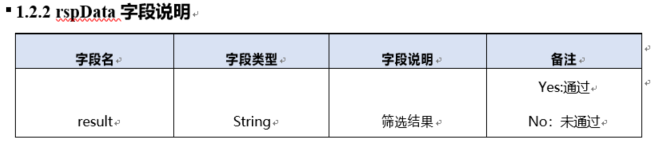 1.2.2 rspData 字段说明
字段名 字段类型 字段说明 备注
result String 筛选结果 Yes:通过
No：未通过